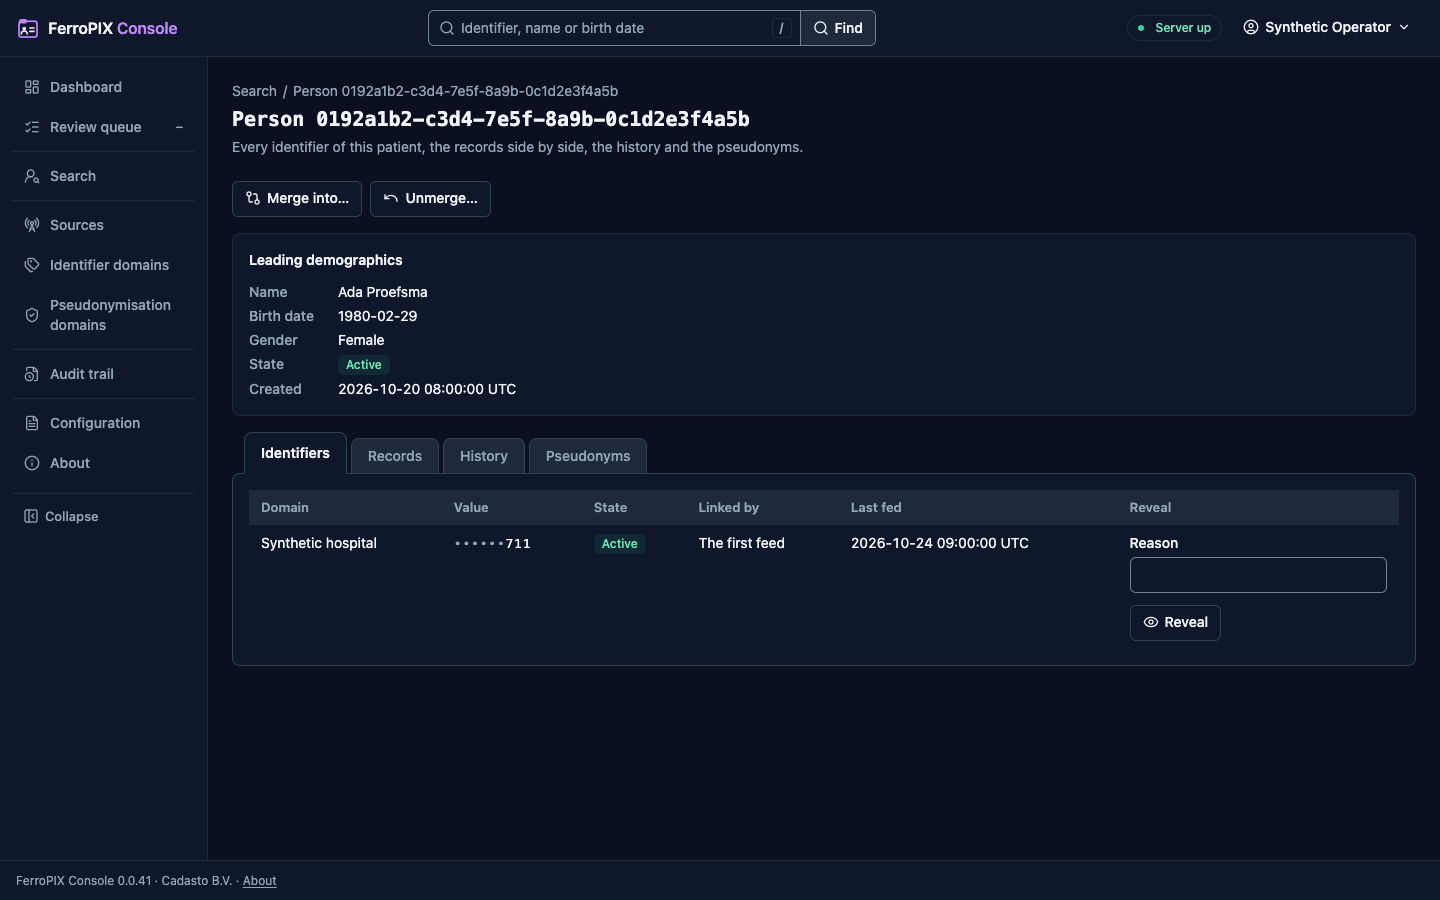 FerroPIX Console
Identifier, name or birth date
/
Find
Server up
Synthetic Operator
Dashboard
Review queue –
Search
Sources
Identifier domains
Pseudonymisation
domains
Audit trail
Configuration
About
Collapse
Search / Person 0192a1b2-c3d4-7e5f-8a9b-0c1d2e3f4a5b
Person 0192a1b2-c3d4-7e5f-8a9b-0c1d2e3f4a5b
Every identifier of this patient, the records side by side, the history and the pseudonyms.
Merge into...
Unmerge...
Leading demographics
Name Ada Proefsma
Birth date 1980-02-29
Gender Female
State Active
Created 2026-10-20 08:00:00 UTC
Identifiers Records History Pseudonyms
Domain Value State Linked by Last fed Reveal
Synthetic hospital ••••••711 Active The first feed 2026-10-24 09:00:00 UTC Reason
Reveal
FerroPIX Console 0.0.41 · Cadasto B.V. · About